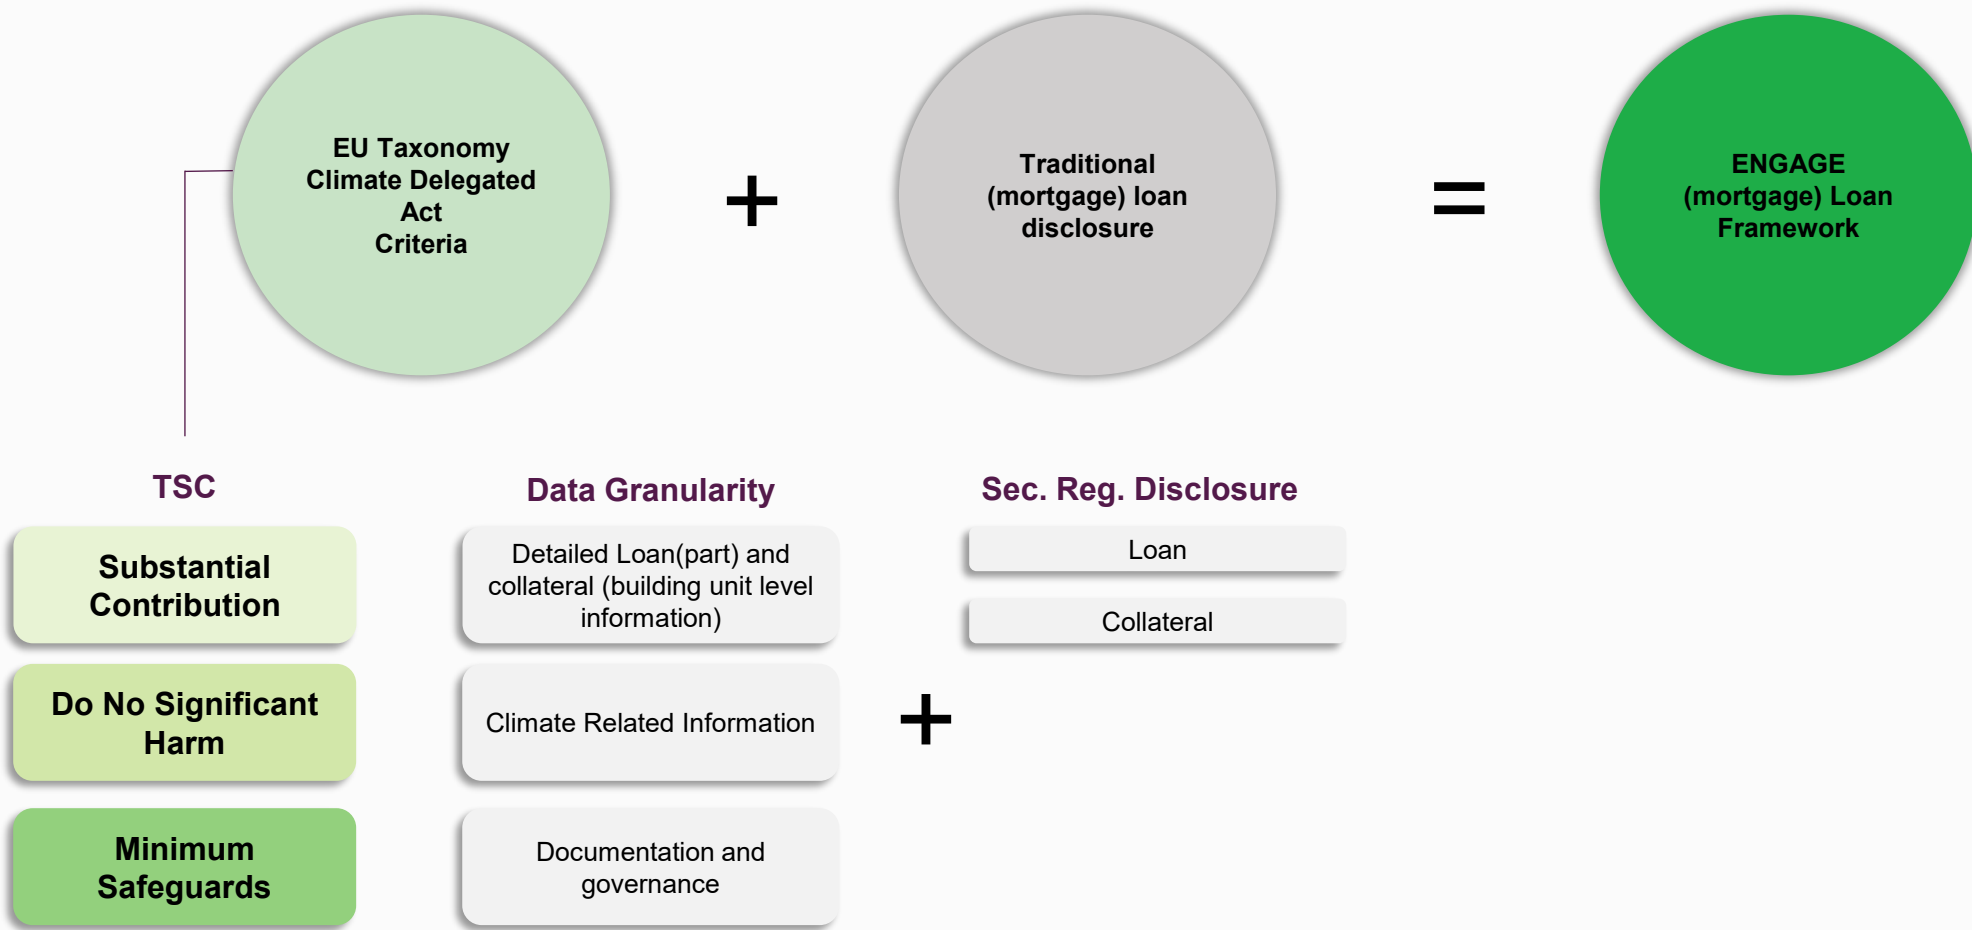 EU Taxonomy
Climate Delegated
Act
Criteria
+
Traditional
(mortgage) loan
disclosure
=
ENGAGE
(mortgage) Loan
Framework
TSC
Data Granularity
Sec. Reg. Disclosure
Substantial
Contribution
Detailed Loan(part) and
collateral (building unit level
information)
Loan
Collateral
Do No Significant
Harm
Climate Related Information
+
Minimum
Safeguards
Documentation and
governance